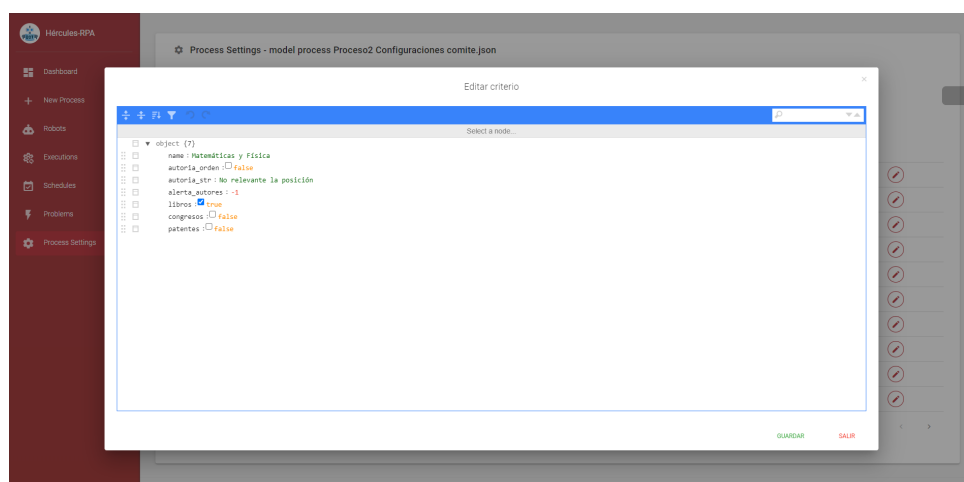 Hércules-RPA
Process Settings - model process Proceso2 Configuraciones comite.json
Dashboard
New Process
Robots
Executions
Schedules
Problems
Process Settings
Editar criterio
Select a node...
object {7}
name : Matemáticas y Física
autoria_orden : false
autoria_str : No relevante la posición
alerta_autores : -1
libros : true
congresos : false
patentes : false
GUARDAR SALIR